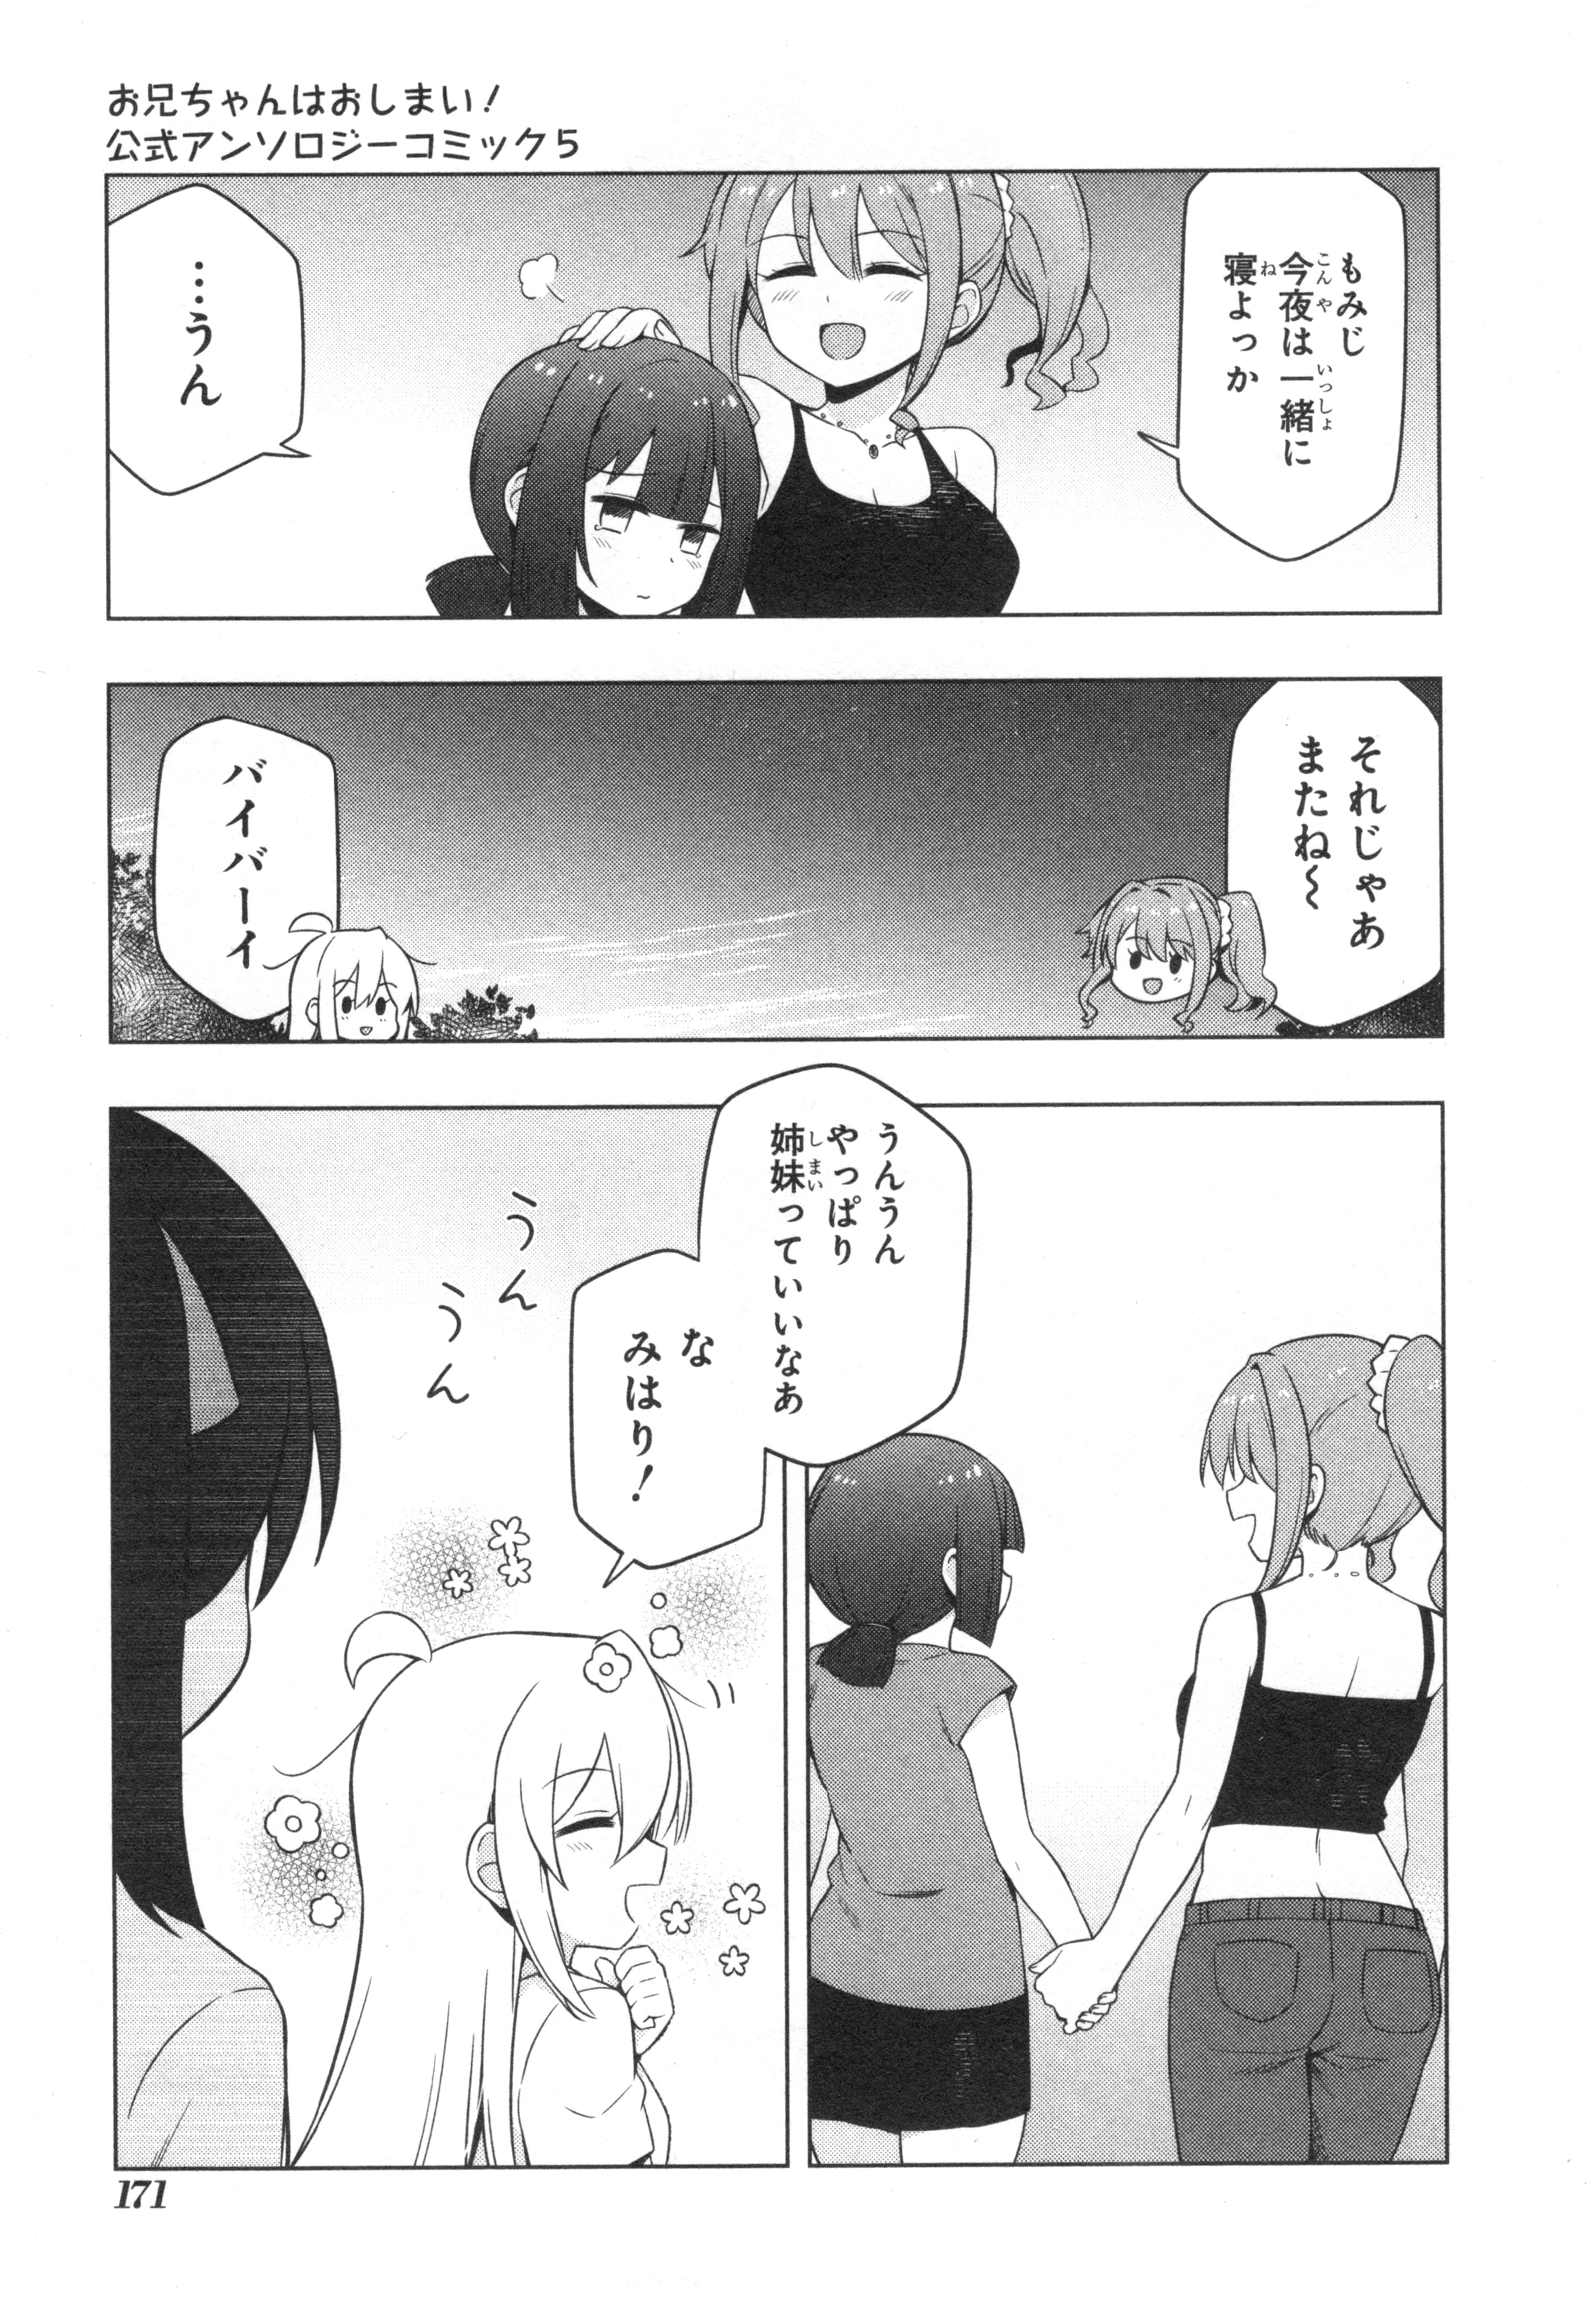 お兄ちゃんはおしまい!
公式アンソロジーコミック5
もみじ
今夜は一緒に
寝よっか
…うん
それじゃあ
またね〜
バイバーイ
うんうん
やっぱり
姉妹っていいなあ
な
みはり!
うん
うん
171